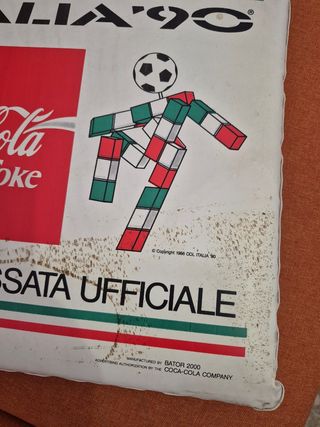 ALIA'90®
Cola
Coke
© Copyright 1986 COL ITALIA '90
SSATA UFFICIALE
MANUFACTURED BY BATOR 2000
ADVERTISING AUTHORIZATION BY THE COCA-COLA COMPANY